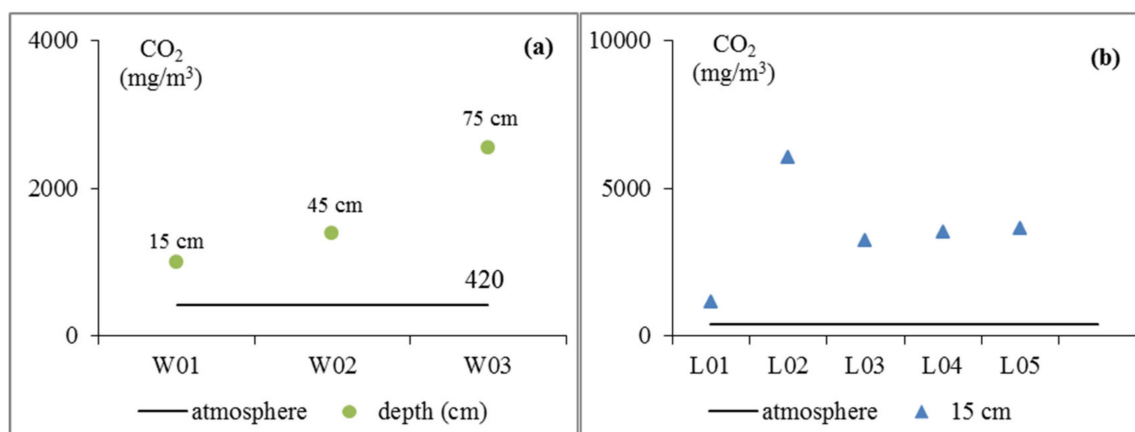 4000
CO₂
(mg/m³)
(a)
75 cm
2000
45 cm
15 cm
420
0
W01 W02 W03
atmosphere depth (cm)
10000
CO₂
(mg/m³)
(b)
5000
0
L01 L02 L03 L04 L05
atmosphere 15 cm